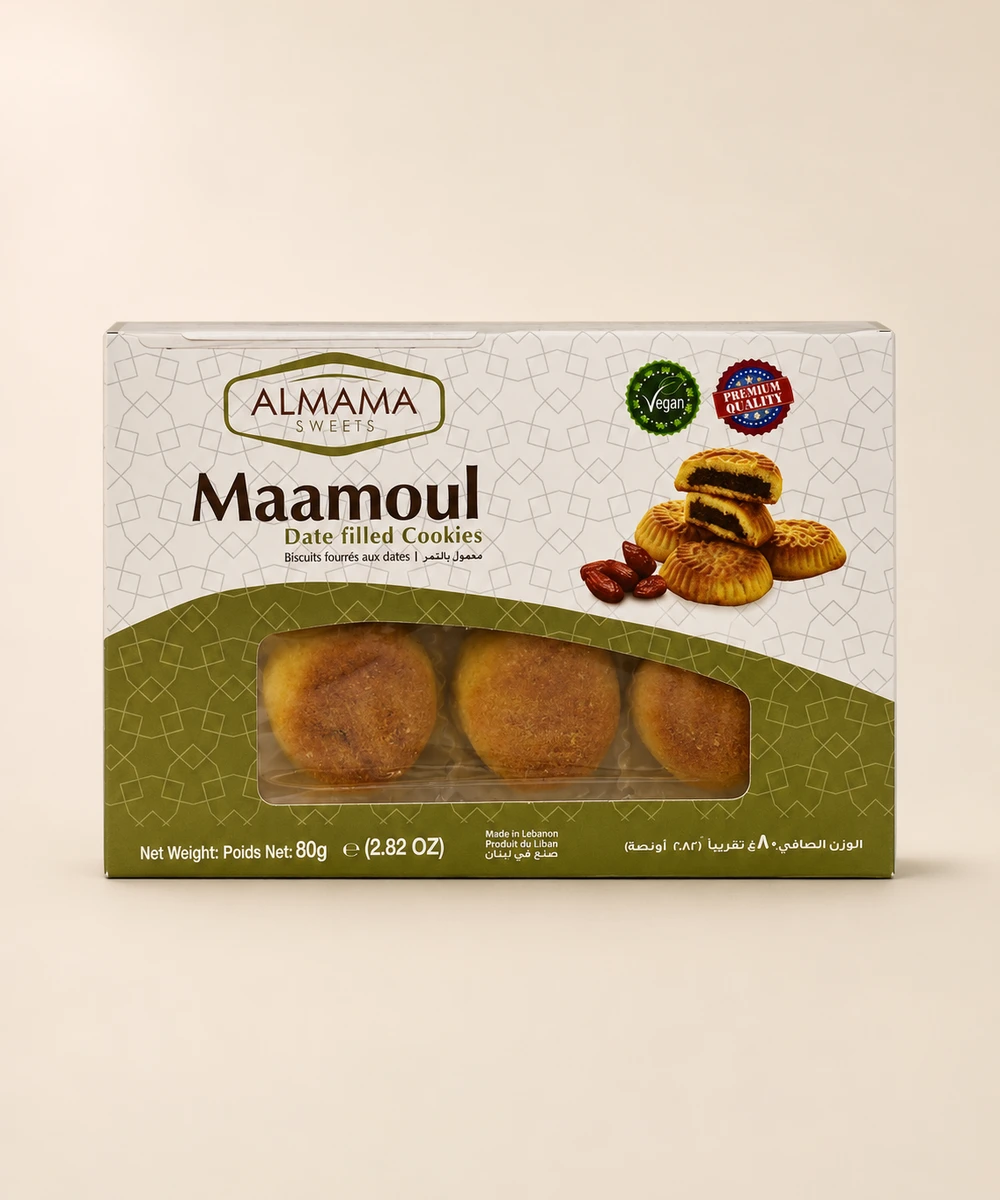 ALMAMA
SWEETS
Vegan
PREMIUM
QUALITY
Maamoul
Date filled Cookies
Biscuits fourrés aux dates | معمول بالتمر
Net Weight: Poids Net: 80g ℮ (2.82 OZ)
Made in Lebanon
Produit du Liban
صنع في لبنان
الوزن الصافي ٨٠غ تقريباً (٢.٨٢ أونصة)